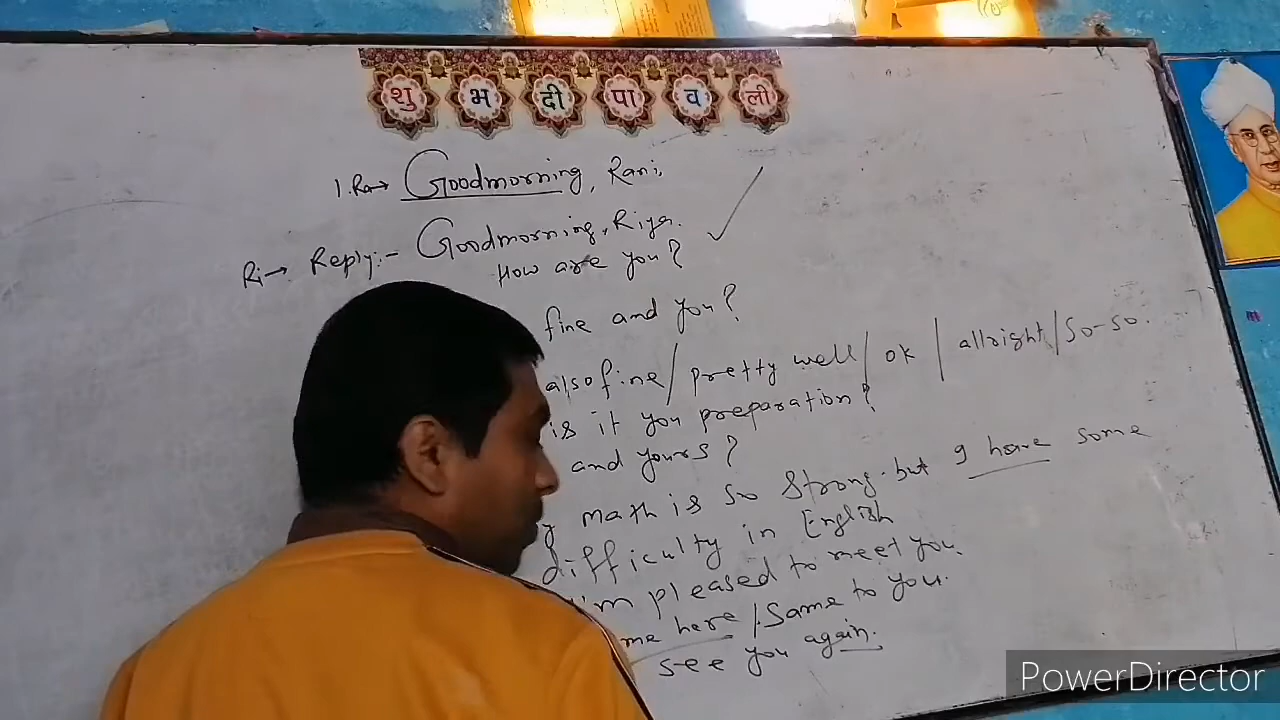 शुभ दीपावली
1. Ra→ Goodmorning, Rani,
Ri→ Reply:- Goodmorning, Riya.
How are you?
fine and you?
also fine / pretty well / ok / allright / So-So.
is it you preparation?
and yours?
y math is so Strong. but I have some
difficulty in English
I'm pleased to meet you.
me here / Same to you.
see you again.
PowerDirector